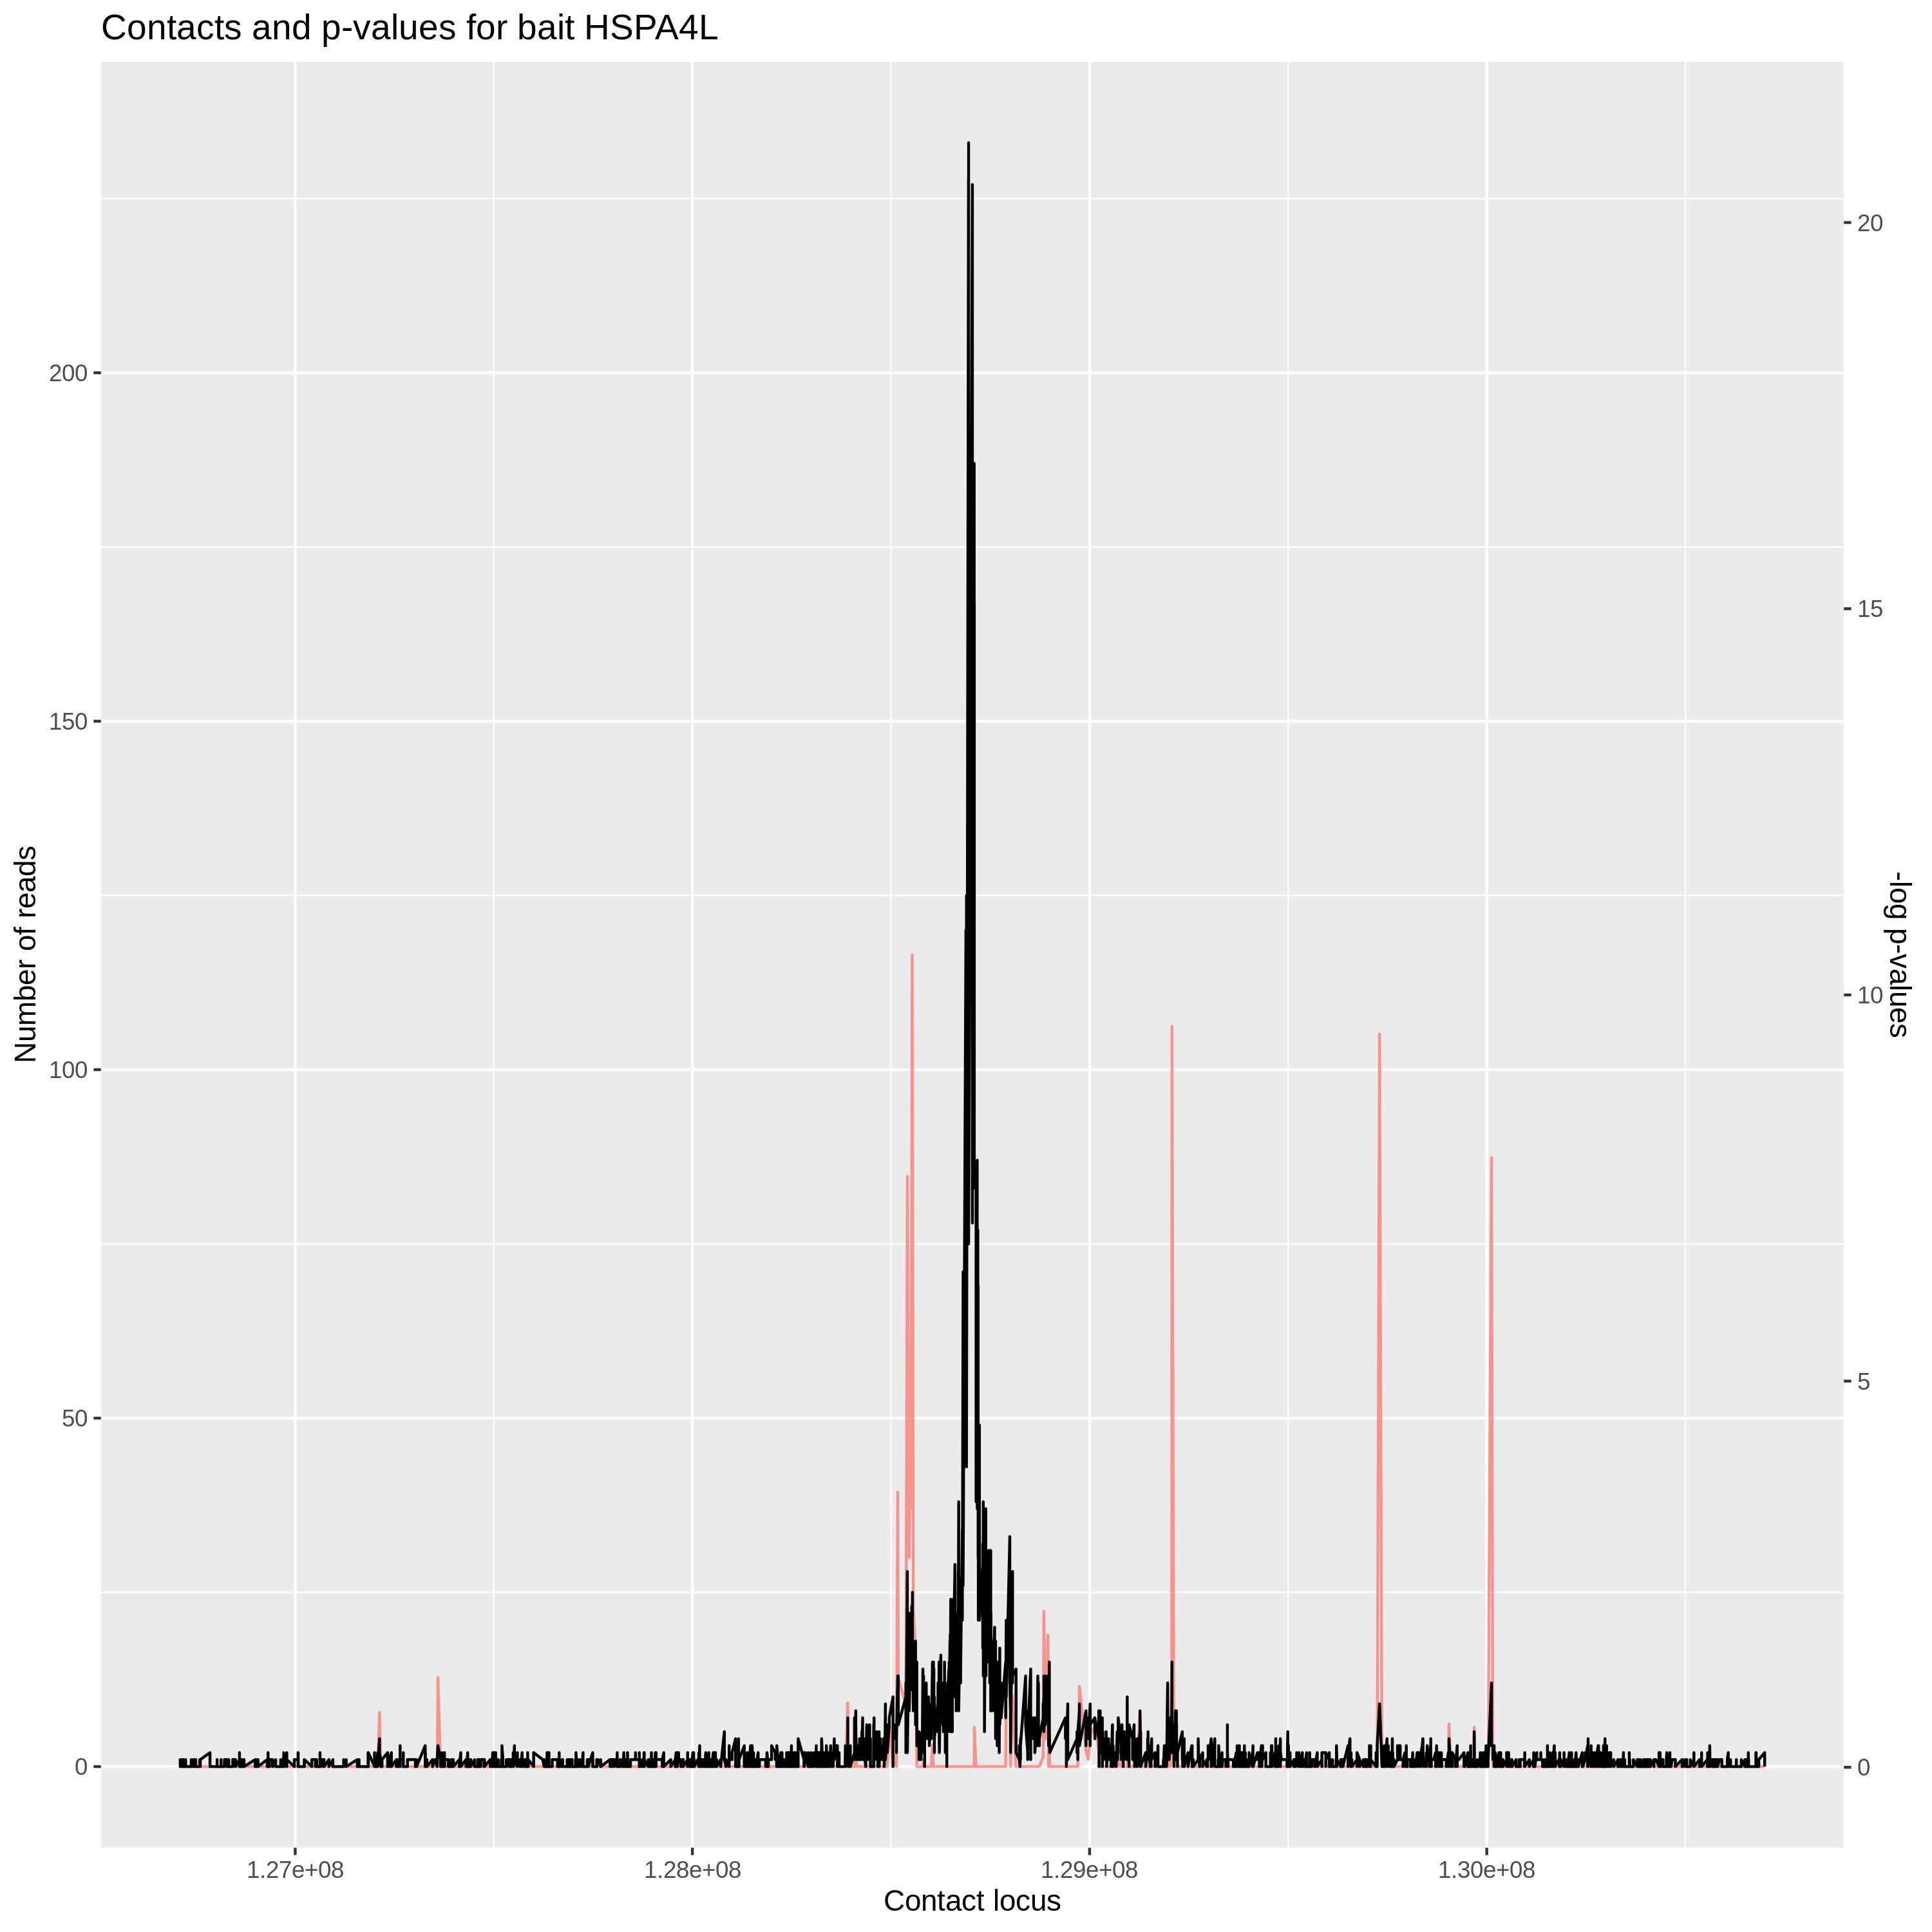 Contacts and p-values for bait HSPA4L
200
150
100
50
0
Number of reads
20
15
10
5
0
-log p-values
1.27e+08
1.28e+08
1.29e+08
1.30e+08
Contact locus